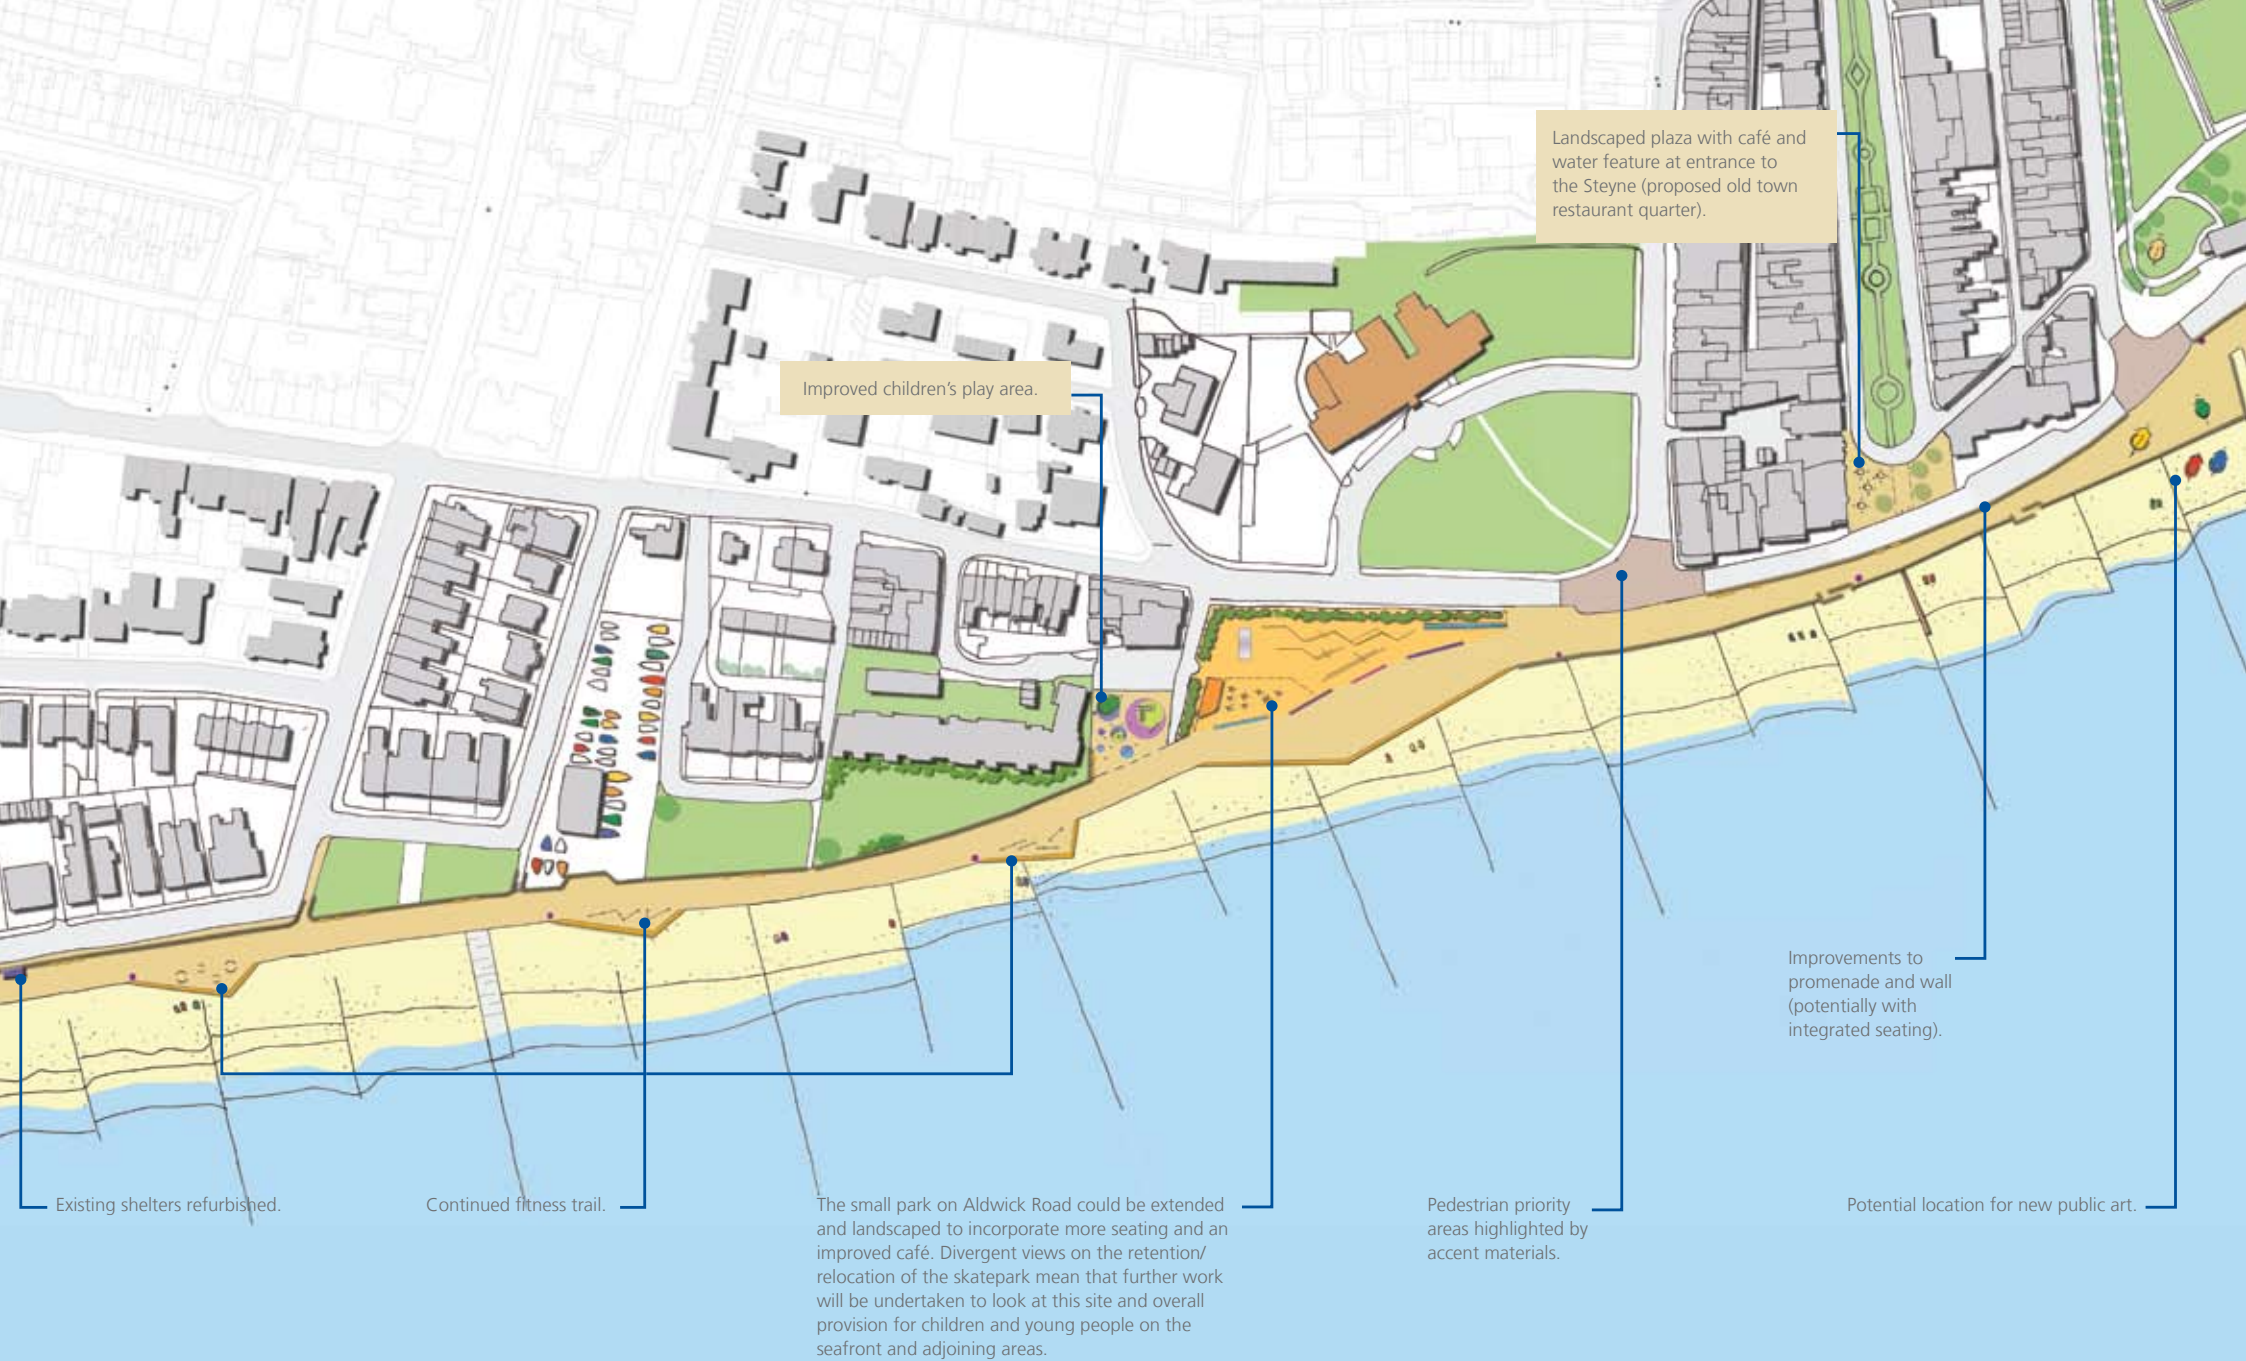 Landscaped plaza with café and
water feature at entrance to
the Steyne (proposed old town
restaurant quarter).
Improved children’s play area.
Improvements to
promenade and wall
(potentially with
integrated seating).
Existing shelters refurbished.
Continued fitness trail.
The small park on Aldwick Road could be extended
and landscaped to incorporate more seating and an
improved café. Divergent views on the retention/
relocation of the skatepark mean that further work
will be undertaken to look at this site and overall
provision for children and young people on the
seafront and adjoining areas.
Pedestrian priority
areas highlighted by
accent materials.
Potential location for new public art.